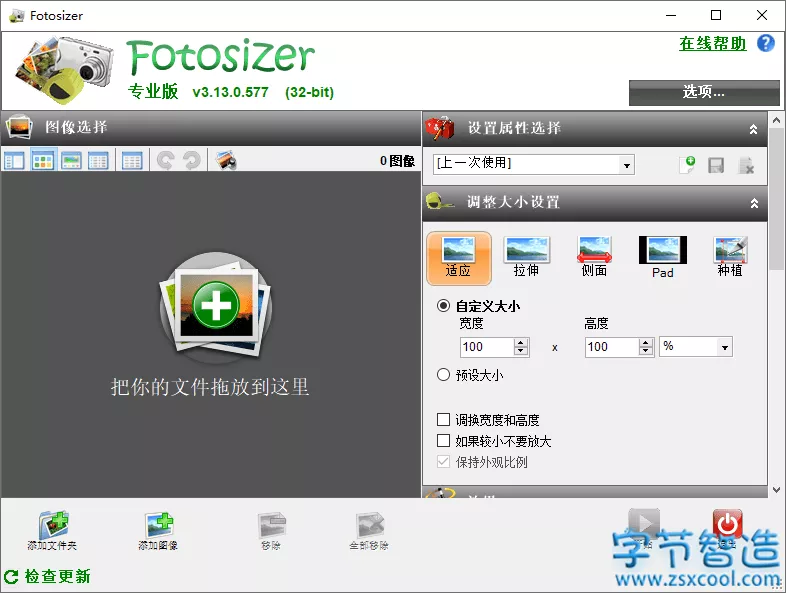 Fotosizer
Fotosizer
专业版 v3.13.0.577 (32-bit)
在线帮助
选项...
图像选择
0图像
把你的文件拖放到这里
设置属性选择
[上一次使用]
调整大小设置
适应 拉伸 侧面 Pad 种植
自定义大小
宽度 高度
100 x 100 %
预设大小
调换宽度和高度
如果较小不要放大
保持外观比例
添加文件夹 添加图像 移除 全部移除
检查更新
字节智造
www.zsxcool.com